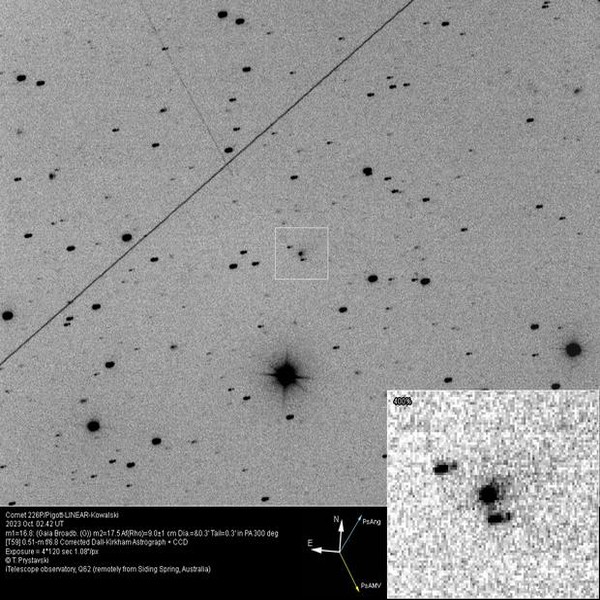 400%
Comet 226P/Pigott-LINEAR-Kowalski
2023 Oct. 02.42 UT
m1=16.8: (Gaia Broadb. (G)) m2=17.5 Af(Rho)=9.0±1 cm Dia.=&0.3' Tail=0.3' in PA 300 deg
[T59] 0.51-m f/6.8 Corrected Dall-Kirkham Astrograph + CCD
Exposure = 4*120 sec 1.08"/px
© T. Prystavski
iTelescope observatory, Q62 (remotely from Siding Spring, Australia)
N
E
PsAng
PsAMV